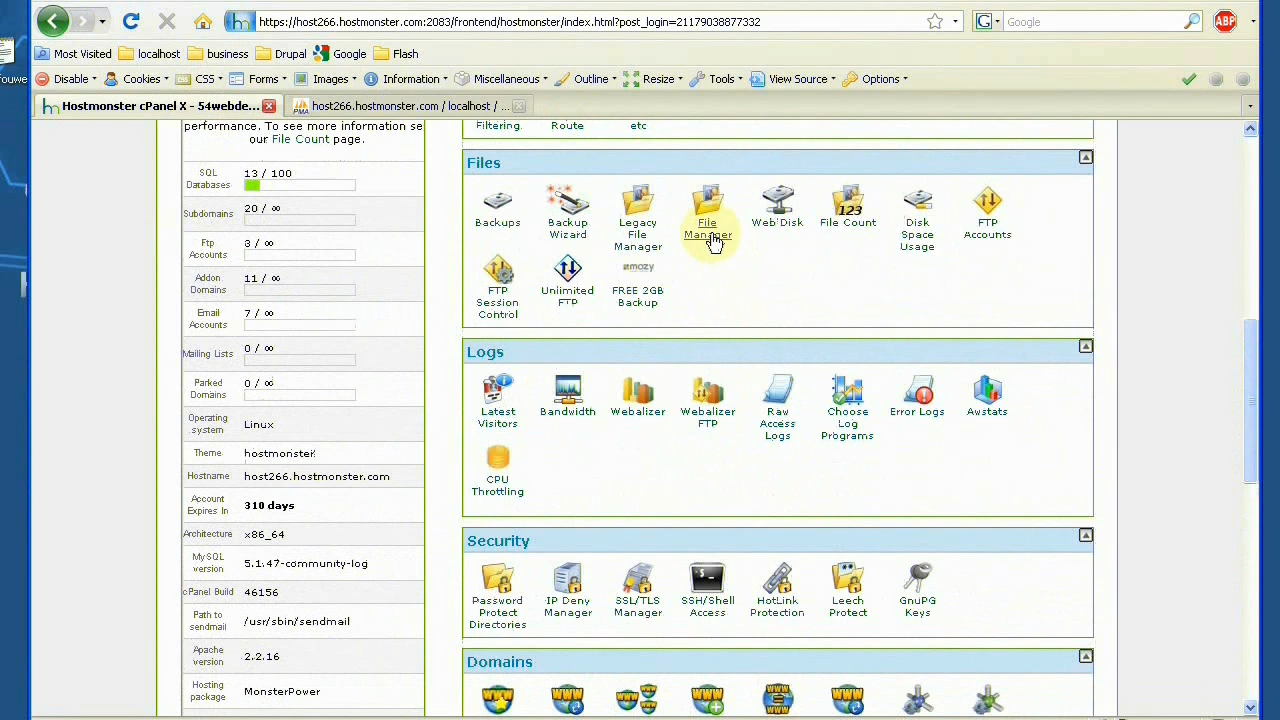 fouwe
https://host266.hostmonster.com:2083/frontend/hostmonster/index.html?post_login=21179038877332
Google
ABP
Most Visited
localhost
business
Drupal
Google
Flash
Disable
Cookies
CSS
Forms
Images
Information
Miscellaneous
Outline
Resize
View Source
Options
Hostmonster cPanel X - 54webde...
PMA
host266.hostmonster.com / localhost / ...
performance. To see more information se
our File Count page.
SQL Databases
13 / 100
Subdomains
20 / ∞
Ftp Accounts
3 / ∞
Addon Domains
11 / ∞
Email Accounts
7 / ∞
Mailing Lists
0 / ∞
Parked Domains
0 / ∞
Operating system
Linux
Theme
hostmonster
Hostname
host266.hostmonster.com
Account Expires In
310 days
Architecture
x86_64
MySQL version
5.1.47-community-log
cPanel Build
46156
Path to sendmail
/usr/sbin/sendmail
Apache version
2.2.16
Hosting package
MonsterPower
Filtering
Route
etc
Files
Backups
Backup Wizard
Legacy File Manager
File Manager
Web Disk
123
File Count
Disk Space Usage
FTP Accounts
FTP Session Control
Unlimited FTP
mozy
FREE 2GB Backup
Logs
Latest Visitors
Bandwidth
Webalizer
Webalizer FTP
Raw Access Logs
Choose Log Programs
Error Logs
Awstats
CPU Throttling
Security
Password Protect Directories
IP Deny Manager
SSL/TLS Manager
SSH/Shell Access
HotLink Protection
Leech Protect
GnuPG Keys
Domains